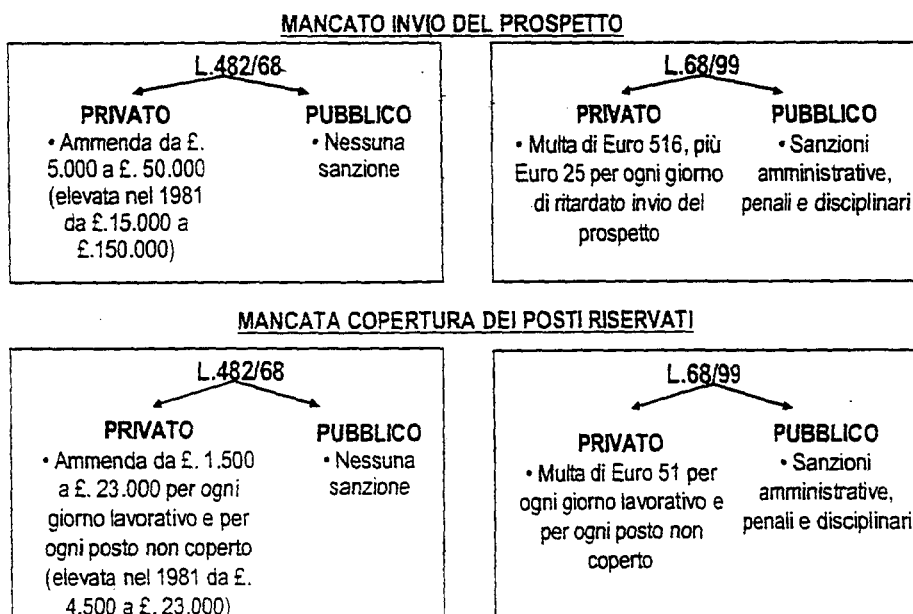 MANCATO INVIO DEL PROSPETTO
L.482/68
PRIVATO
• Ammenda da £.
5.000 a £. 50.000
(elevata nel 1981
da £.15.000 a
£.150.000)
PUBBLICO
• Nessuna
sanzione
L.68/99
PRIVATO
• Multa di Euro 516, più
Euro 25 per ogni giorno
di ritardato invio del
prospetto
PUBBLICO
• Sanzioni
amministrative,
penali e disciplinari
MANCATA COPERTURA DEI POSTI RISERVATI
L.482/68
PRIVATO
• Ammenda da £. 1.500
a £. 23.000 per ogni
giorno lavorativo e per
ogni posto non coperto
(elevata nel 1981 da £.
4.500 a £. 23.000)
PUBBLICO
• Nessuna
sanzione
L.68/99
PRIVATO
• Multa di Euro 51 per
ogni giorno lavorativo e
per ogni posto non
coperto
PUBBLICO
• Sanzioni
amministrative,
penali e disciplinari